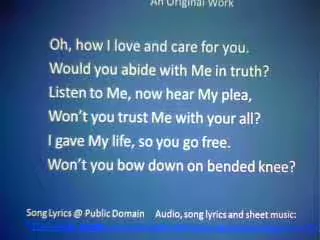 An Original Work
Oh, how I love and care for you.
Would you abide with Me in truth?
Listen to Me, now hear My plea,
Won't you trust Me with your all?
I gave My life, so you go free.
Won't you bow down on bended knee?
Song Lyrics @ Public Domain Audio, song lyrics and sheet music: